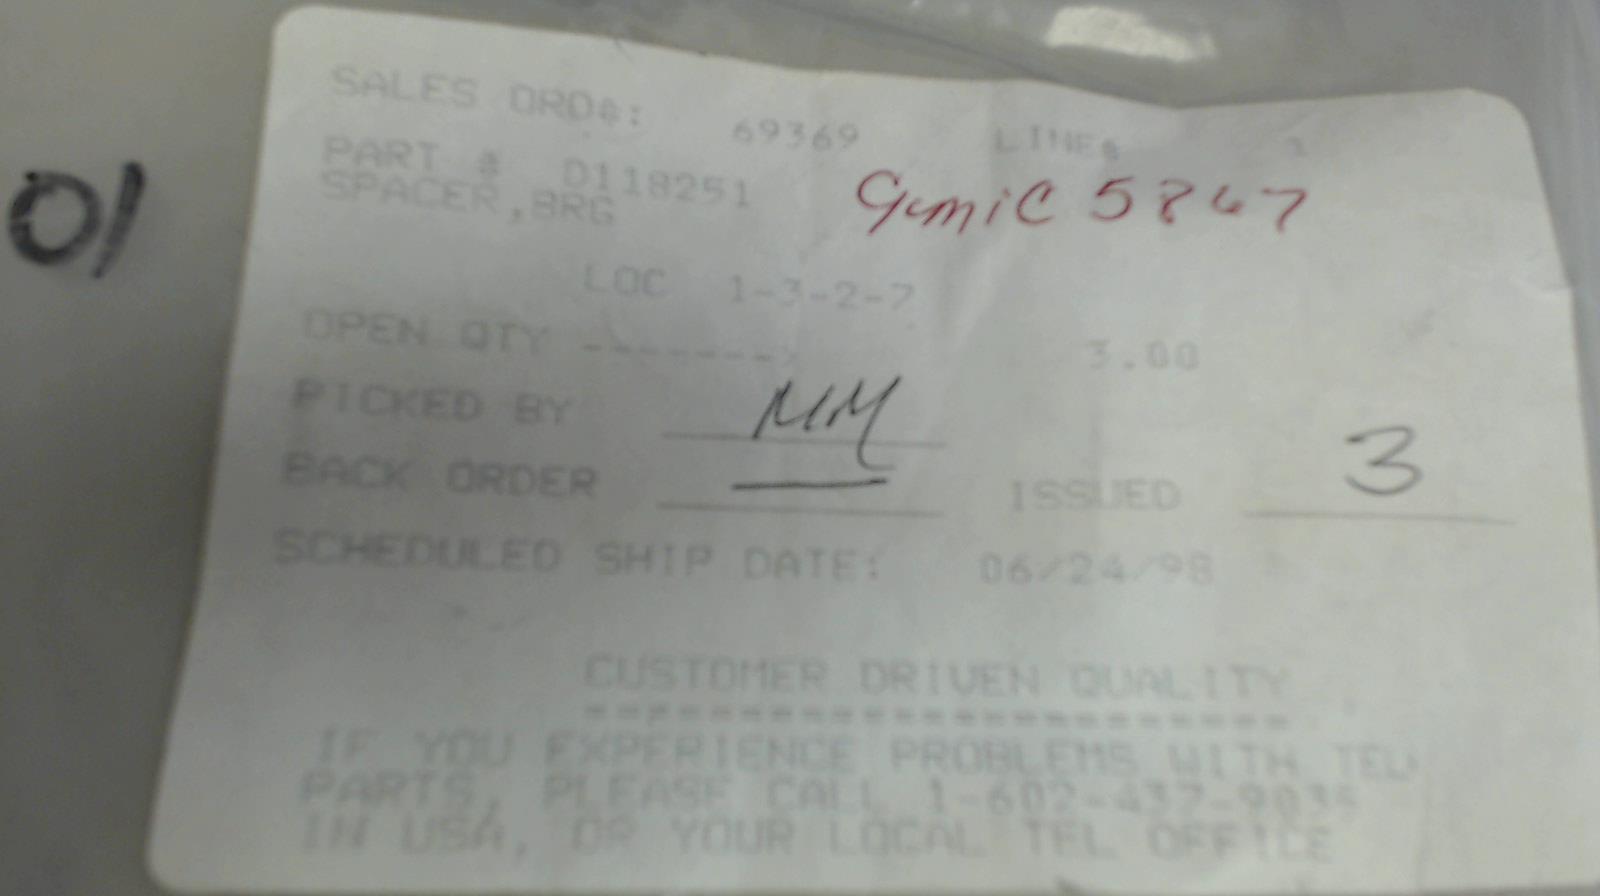 SALES ORD#: 69369 LINE#
PART # D118251
SPACER,BRG
5867
LOC 1-3-2-7
OPEN QTY -------> 3.00
PICKED BY MM
BACK ORDER — ISSUED 3
SCHEDULED SHIP DATE: 06/24/98
CUSTOMER DRIVEN QUALITY
--------------------
IF YOU EXPERIENCE PROBLEMS WITH TEL
PARTS, PLEASE CALL 1-602-437-9035
IN USA, OR YOUR LOCAL TEL OFFICE
01